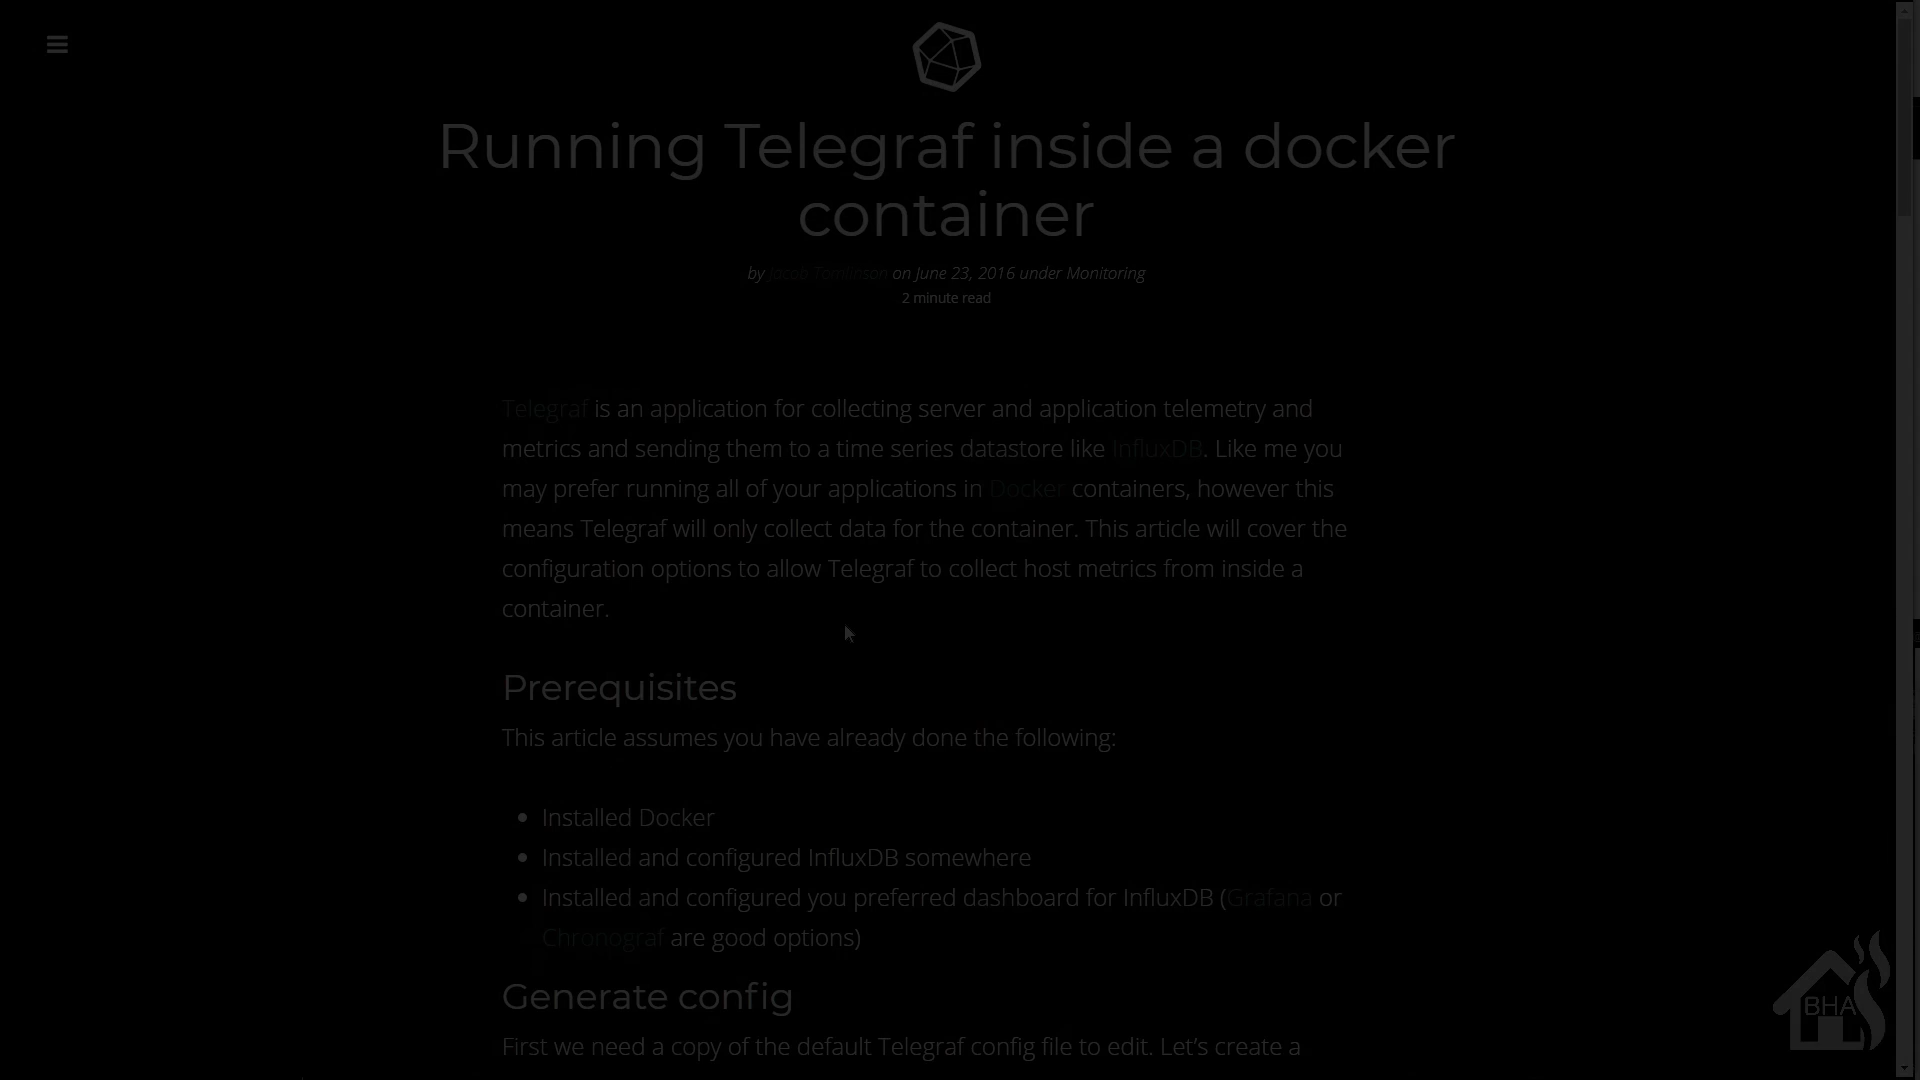 Running Telegraf inside a docker
container
by Jacob Tomlinson on June 23, 2016 under Monitoring
2 minute read
Telegraf is an application for collecting server and application telemetry and
metrics and sending them to a time series datastore like InfluxDB. Like me you
may prefer running all of your applications in Docker containers, however this
means Telegraf will only collect data for the container. This article will cover the
configuration options to allow Telegraf to collect host metrics from inside a
container.
Prerequisites
This article assumes you have already done the following:
Installed Docker
Installed and configured InfluxDB somewhere
Installed and configured you preferred dashboard for InfluxDB (Grafana or
Chronograf are good options)
Generate config
First we need a copy of the default Telegraf config file to edit. Let's create a
BHA